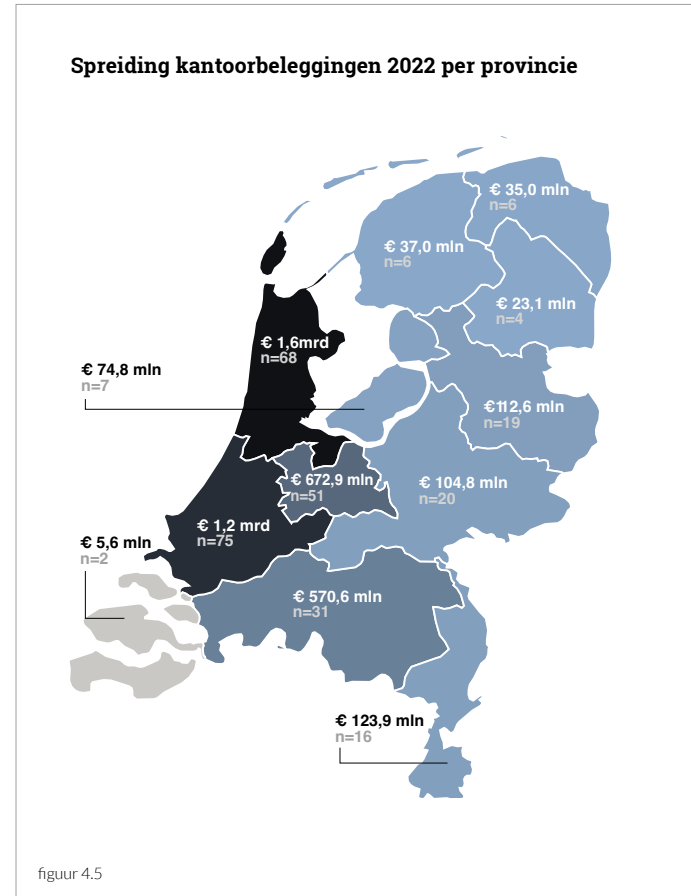 Spreiding kantoorbeleggingen 2022 per provincie
€ 35,0 mln
n=6
€ 37,0 mln
n=6
€ 23,1 mln
n=4
€ 1,6mrd
n=68
€ 74,8 mln
n=7
€112,6 mln
n=19
€ 672,9 mln
n=51
€ 104,8 mln
n=20
€ 1,2 mrd
n=75
€ 5,6 mln
n=2
€ 570,6 mln
n=31
€ 123,9 mln
n=16
figuur 4.5